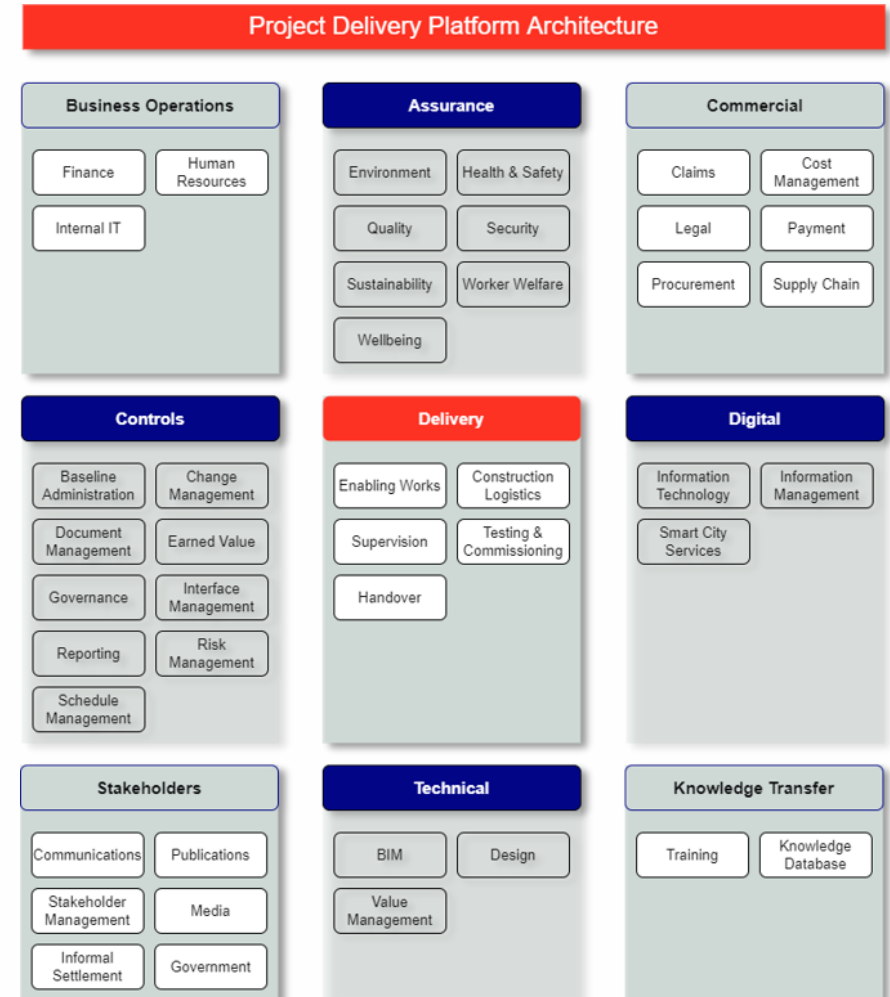 Project Delivery Platform Architecture
Business Operations
Finance
Human
Resources
Internal IT
Assurance
Environment
Health & Safety
Quality
Security
Sustainability
Worker Welfare
Wellbeing
Commercial
Claims
Cost
Management
Legal
Payment
Procurement
Supply Chain
Controls
Baseline
Administration
Change
Management
Document
Management
Earned Value
Governance
Interface
Management
Reporting
Risk
Management
Schedule
Management
Delivery
Enabling Works
Construction
Logistics
Supervision
Testing &
Commissioning
Handover
Digital
Information
Technology
Information
Management
Smart City
Services
Stakeholders
Communications
Publications
Stakeholder
Management
Media
Informal
Settlement
Government
Technical
BIM
Design
Value
Management
Knowledge Transfer
Training
Knowledge
Database